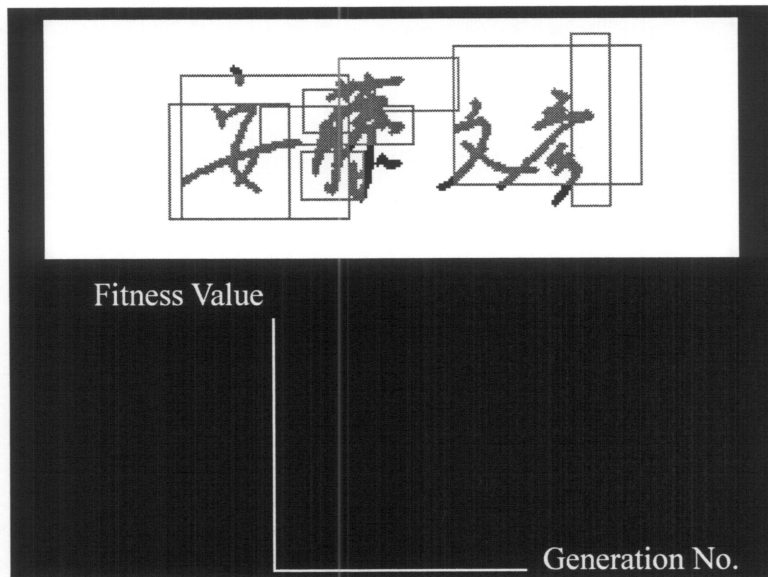 安藤文彦
Fitness Value
Generation No.